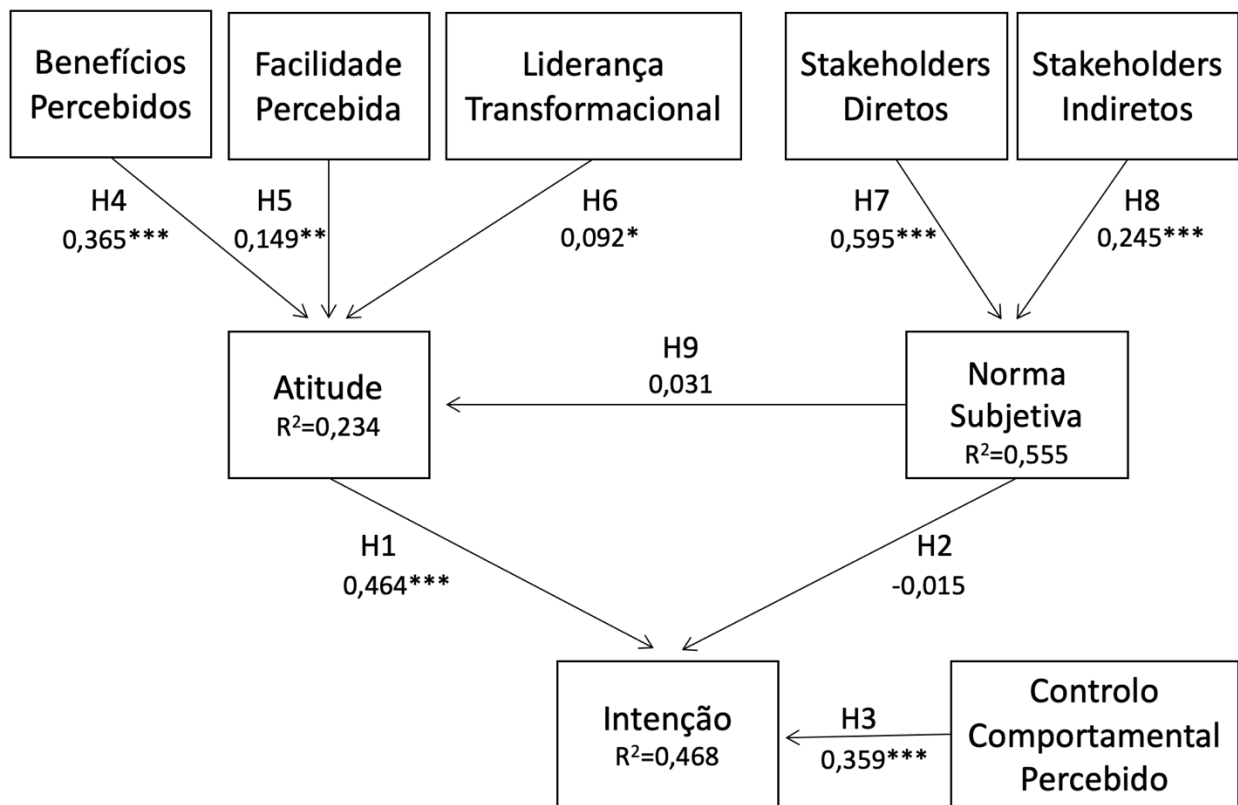 Benefícios
Percebidos
Facilidade
Percebida
Liderança
Transformacional
Stakeholders
Diretos
Stakeholders
Indiretos
H4
0,365***
H5
0,149**
H6
0,092*
H7
0,595***
H8
0,245***
Atitude
R²=0,234
H9
0,031
Norma
Subjetiva
R²=0,555
H1
0,464***
H2
-0,015
Intenção
R²=0,468
H3
0,359***
Controlo
Comportamental
Percebido